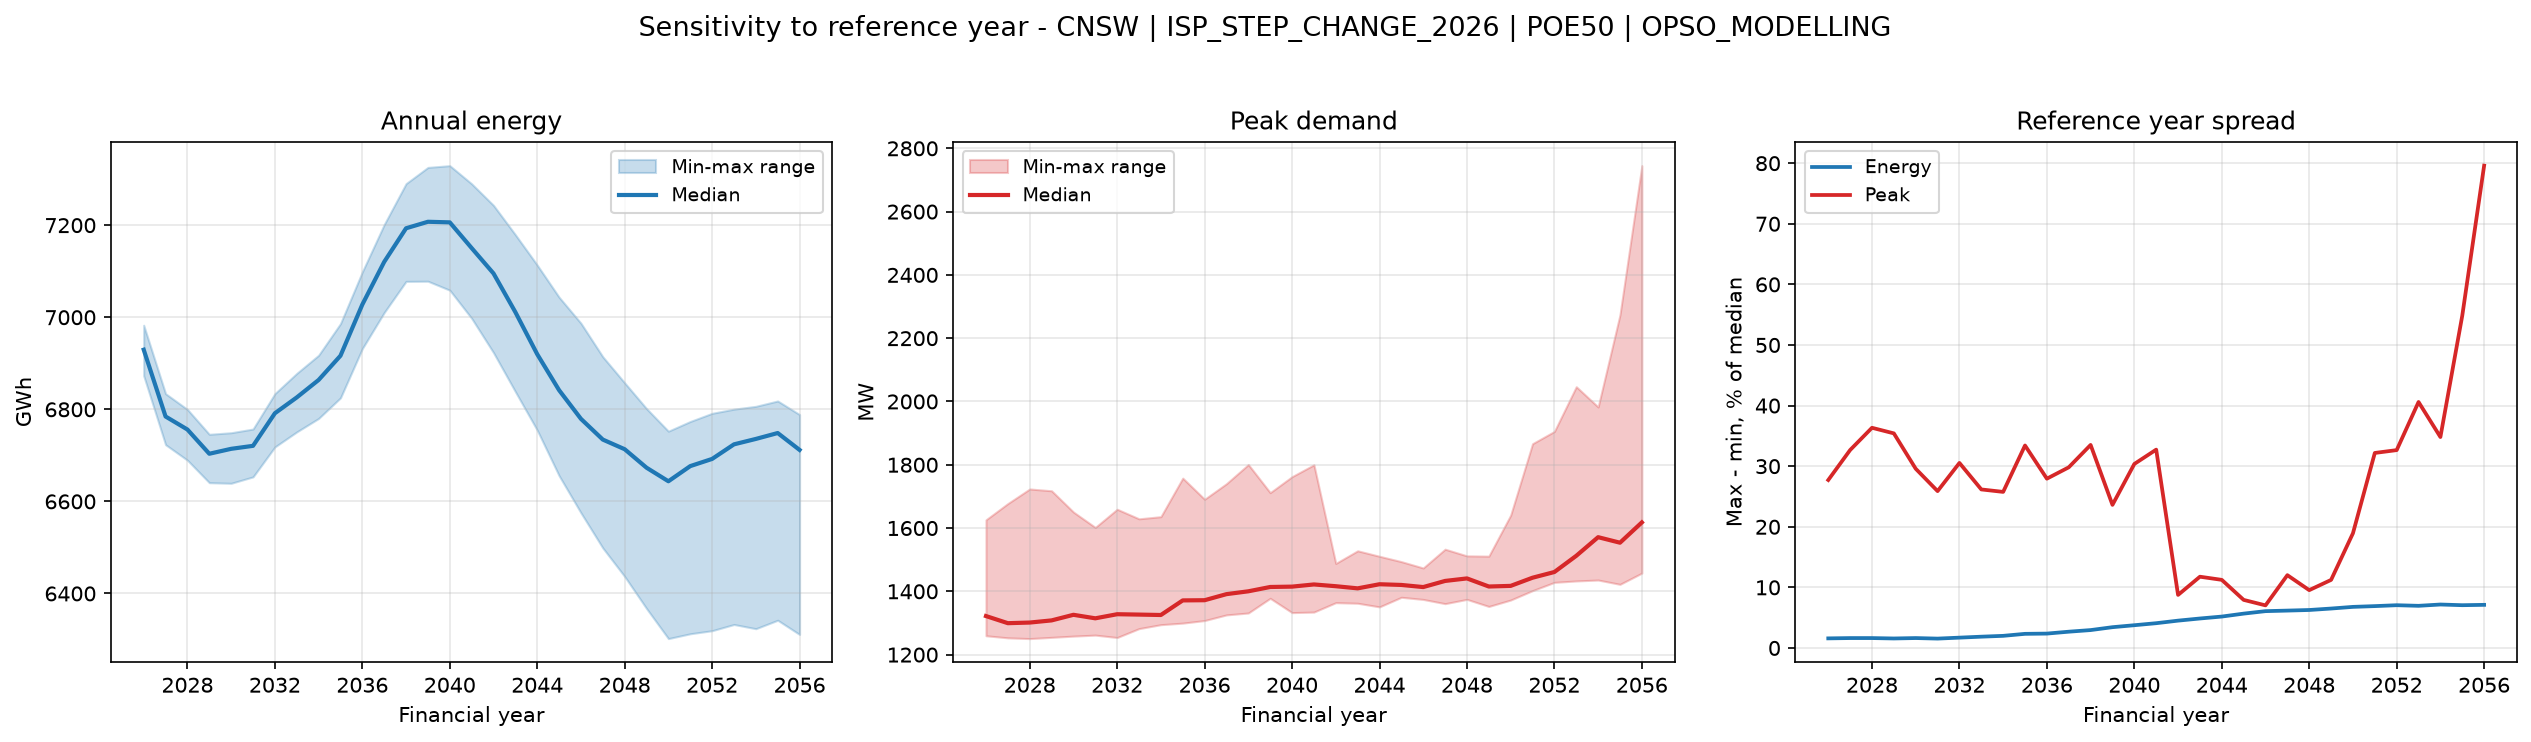 Sensitivity to reference year - CNSW | ISP_STEP_CHANGE_2026 | POE50 | OPSO_MODELLING
Annual energy
Min-max range
Median
GWh
7200
7000
6800
6600
6400
2028 2032 2036 2040 2044 2048 2052 2056
Financial year
Peak demand
Min-max range
Median
MW
2800
2600
2400
2200
2000
1800
1600
1400
1200
2028 2032 2036 2040 2044 2048 2052 2056
Financial year
Reference year spread
Energy
Peak
Max - min, % of median
80
70
60
50
40
30
20
10
0
2028 2032 2036 2040 2044 2048 2052 2056
Financial year